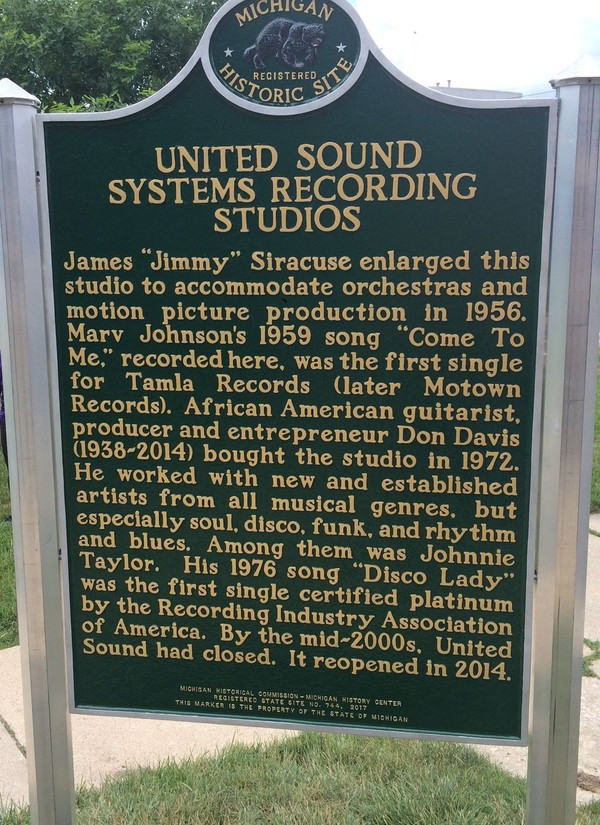 MICHIGAN
REGISTERED
HISTORIC SITE
UNITED SOUND
SYSTEMS RECORDING
STUDIOS
James "Jimmy" Siracuse enlarged this
studio to accommodate orchestras and
motion picture production in 1956.
Marv Johnson's 1959 song "Come To
Me," recorded here, was the first single
for Tamla Records (later Motown
Records). African American guitarist,
producer and entrepreneur Don Davis
(1938-2014) bought the studio in 1972.
He worked with new and established
artists from all musical genres, but
especially soul, disco, funk, and rhythm
and blues. Among them was Johnnie
Taylor. His 1976 song "Disco Lady"
was the first single certified platinum
by the Recording Industry Association
of America. By the mid-2000s, United
Sound had closed. It reopened in 2014.
MICHIGAN HISTORICAL COMMISSION – MICHIGAN HISTORY CENTER
REGISTERED STATE SITE NO. 744, 2017
THIS MARKER IS THE PROPERTY OF THE STATE OF MICHIGAN